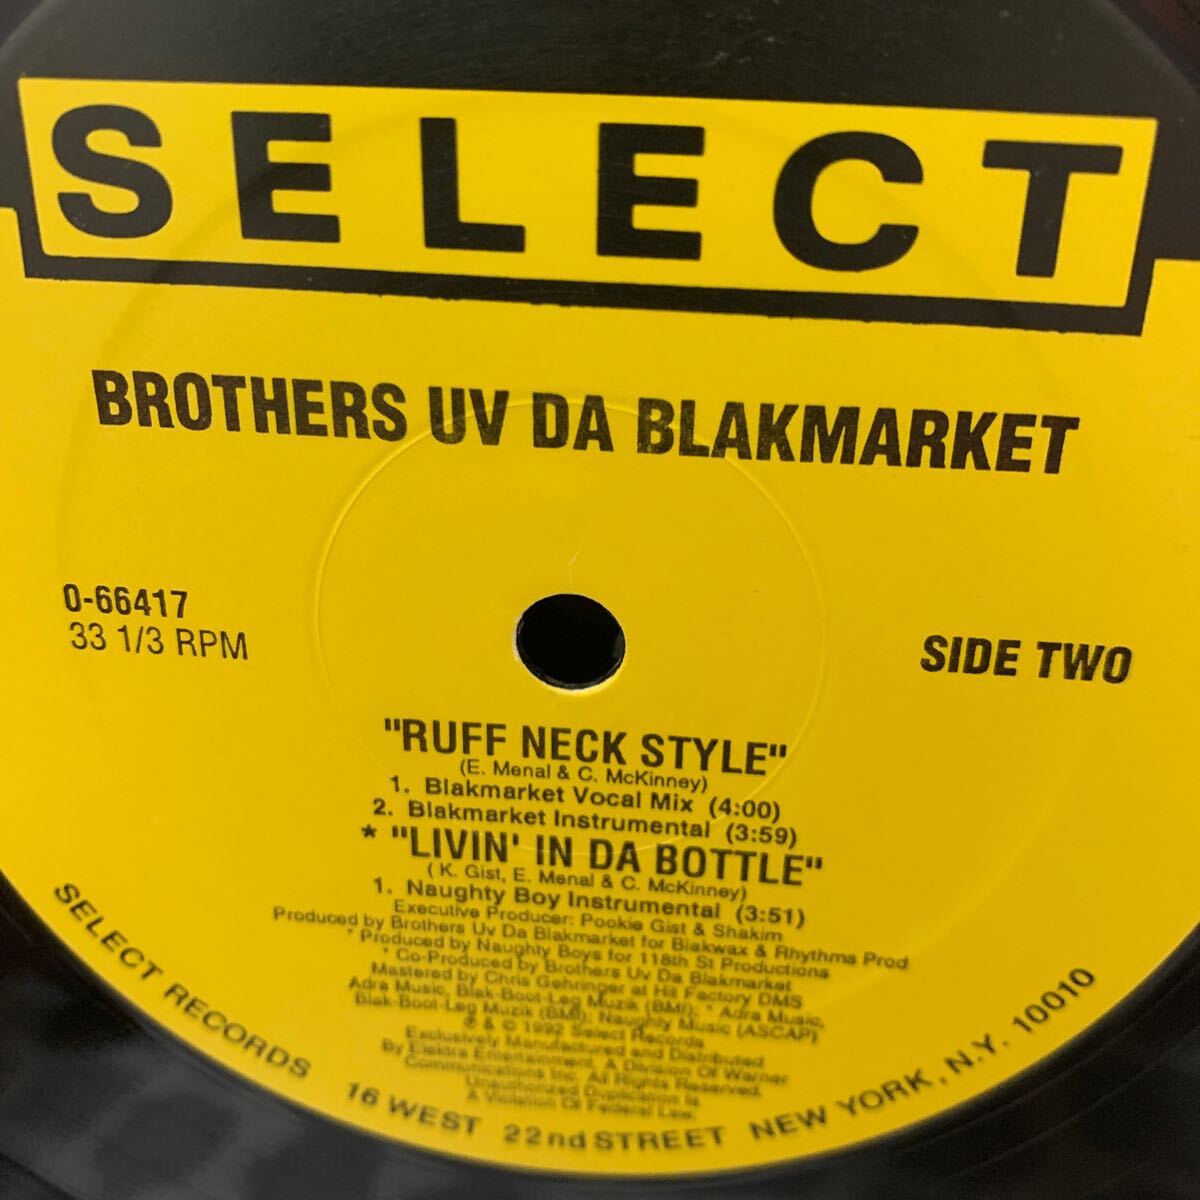 SELECT
BROTHERS UV DA BLAKMARKET
0-66417
33 1/3 RPM
SIDE TWO
"RUFF NECK STYLE"
(E. Menal & C. McKinney)
1. Blakmarket Vocal Mix (4:00)
2. Blakmarket Instrumental (3:59)
* "LIVIN' IN DA BOTTLE"
( K. Gist, E. Menal & C. McKinney)
1. Naughty Boy Instrumental (3:51)
Executive Producer: Pookie Gist & Shakim
Produced by Brothers Uv Da Blakmarket for Blakwax & Rhythms Prod
* Produced by Naughty Boys for 118th St Productions
* Co-Produced by Brothers Uv Da Blakmarket
Mastered by Chris Gehringer at Hit Factory DMS
Adra Music, Blak-Boot-Leg Muzik (BMI); * Adra Music,
Blak-Boot-Leg Muzik (BMI); Naughty Music (ASCAP)
℗ & © 1992 Select Records
Exclusively Manufactured and Distributed
By Elektra Entertainment, A Division Of Warner
Communications Inc. All Rights Reserved.
Unauthorized Duplication Is
A Violation Of Federal Law.
SELECT RECORDS 16 WEST 22nd STREET NEW YORK, N.Y. 10010